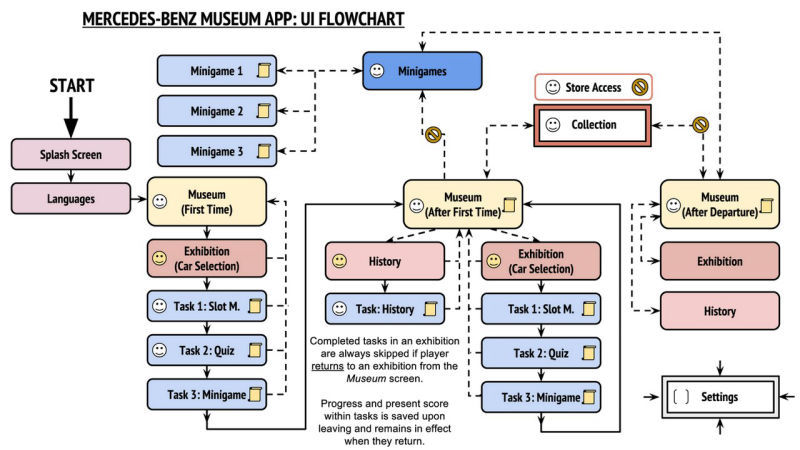 MERCEDES-BENZ MUSEUM APP: UI FLOWCHART
START
Splash Screen
Languages
Minigame 1
Minigame 2
Minigame 3
Minigames
Store Access
Collection
Museum
(First Time)
Exhibition
(Car Selection)
Task 1: Slot M.
Task 2: Quiz
Task 3: Minigame
Museum
(After First Time)
History
Task: History
Exhibition
(Car Selection)
Task 1: Slot M.
Task 2: Quiz
Task 3: Minigame
Completed tasks in an exhibition
are always skipped if player
returns to an exhibition from the
Museum screen.
Progress and present score
within tasks is saved upon
leaving and remains in effect
when they return.
Museum
(After Departure)
Exhibition
History
Settings